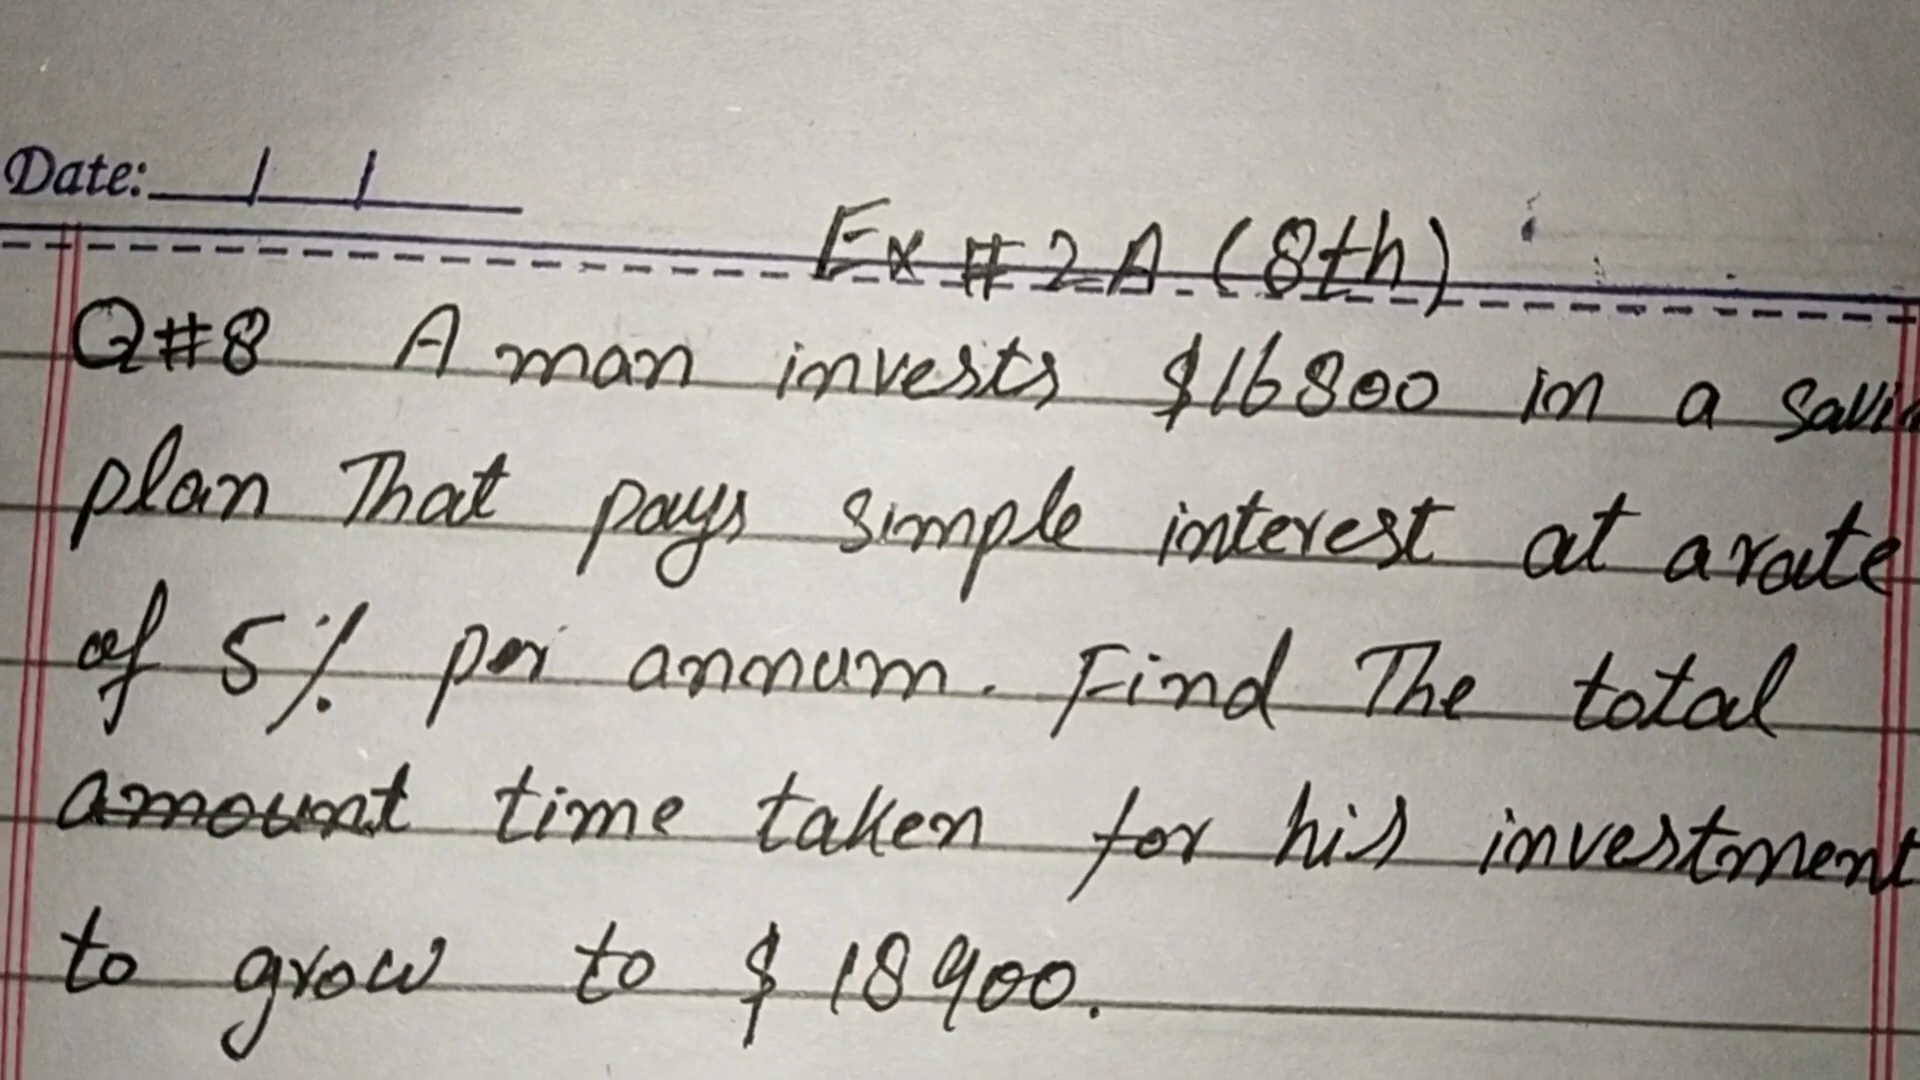 Date: / /
Ex # 2A (8th)
Q#8 A man invests $16800 in a savin
plan That pays simple interest at a rate
of 5% per annum. Find The total
amount time taken for his investment
to grow to $18900.